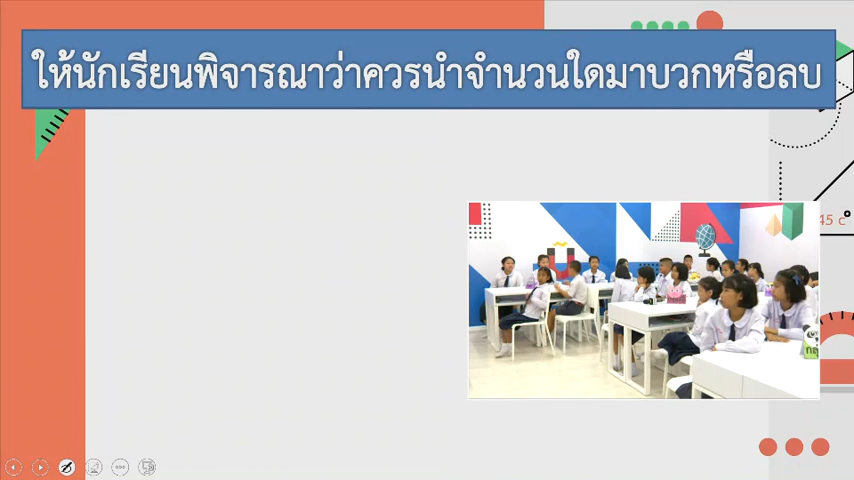 ให้นักเรียนพิจารณาว่าควรนำจำนวนใดมาบวกหรือลบ
45 c